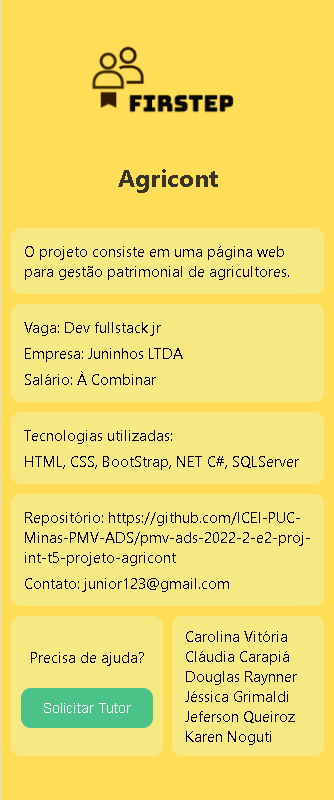 FIRSTEP
Agricont
O projeto consiste em uma página web
para gestão patrimonial de agricultores.
Vaga: Dev fullstack jr
Empresa: Juninhos LTDA
Salário: À Combinar
Tecnologias utilizadas:
HTML, CSS, BootStrap, NET C#, SQLServer
Repositório: https://github.com/ICEI-PUC-
Minas-PMV-ADS/pmv-ads-2022-2-e2-proj-
int-t5-projeto-agricont
Contato: junior123@gmail.com
Precisa de ajuda?
Solicitar Tutor
Carolina Vitória
Cláudia Carapiá
Douglas Raynner
Jéssica Grimaldi
Jeferson Queiroz
Karen Noguti